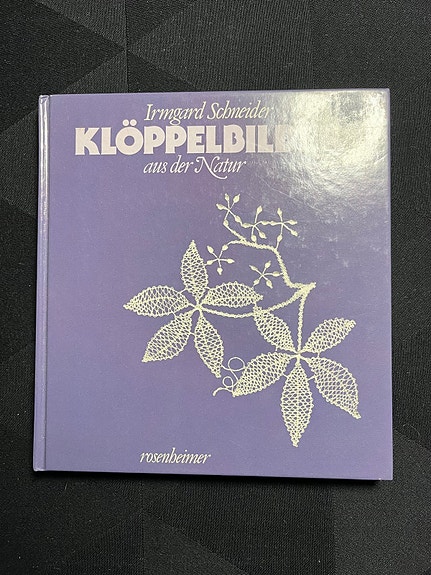 Irmgard Schneider
KLÖPPELBIL
aus der Natur
rosenheimer